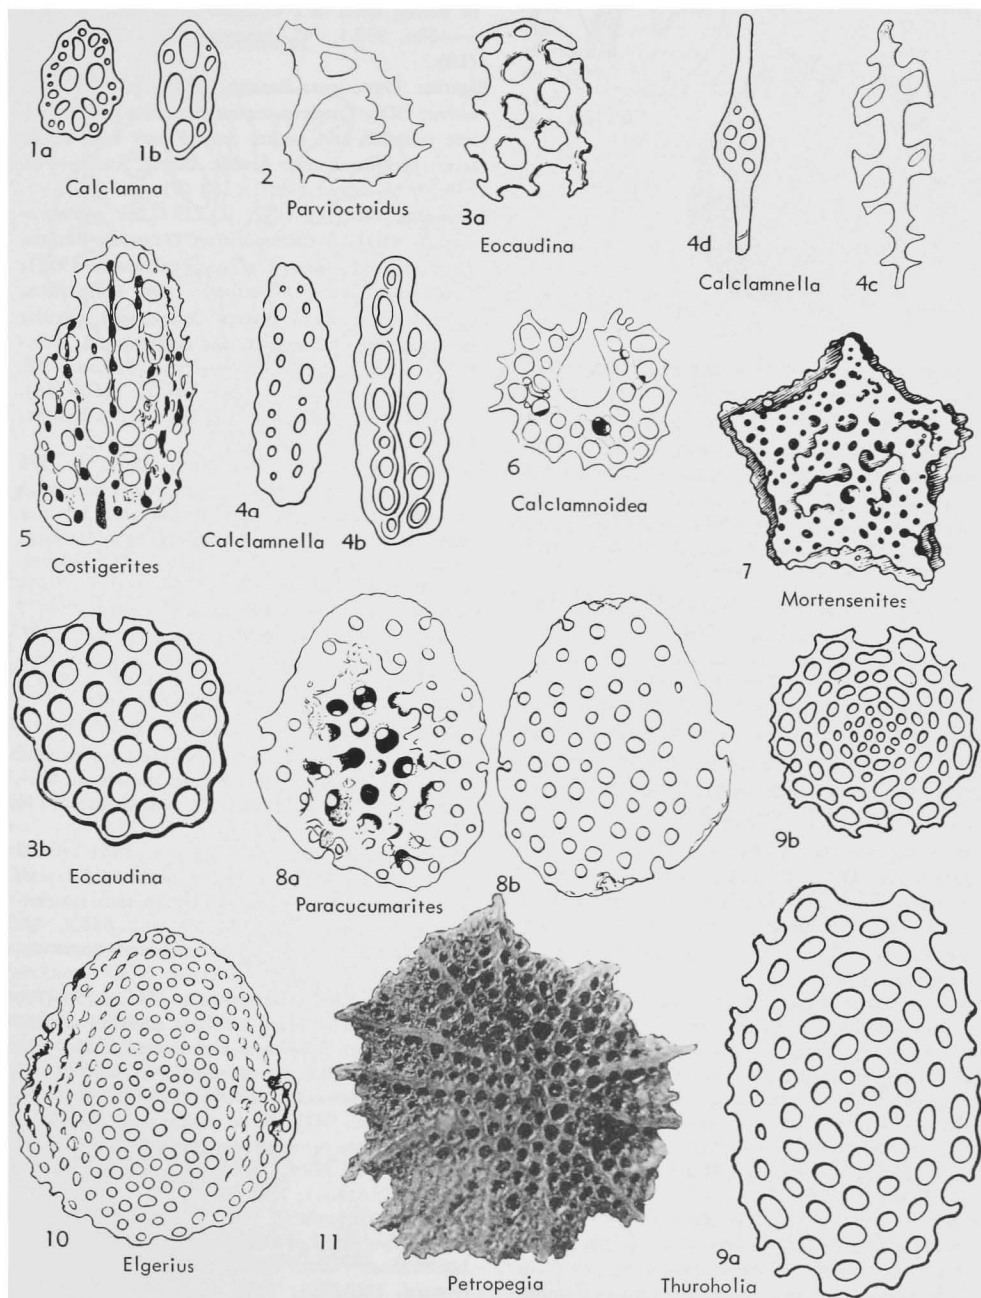 1a
1b
Calclamna
2
Parvioctoidus
3a
Eocaudina
4d
Calclamnella
4c
5
Costigerites
4a
Calclamnella
4b
6
Calclamnoidea
7
Mortensenites
3b
Eocaudina
8a
Paracucumarites
8b
9b
10
Elgerius
11
Petropegia
9a
Thuroholia